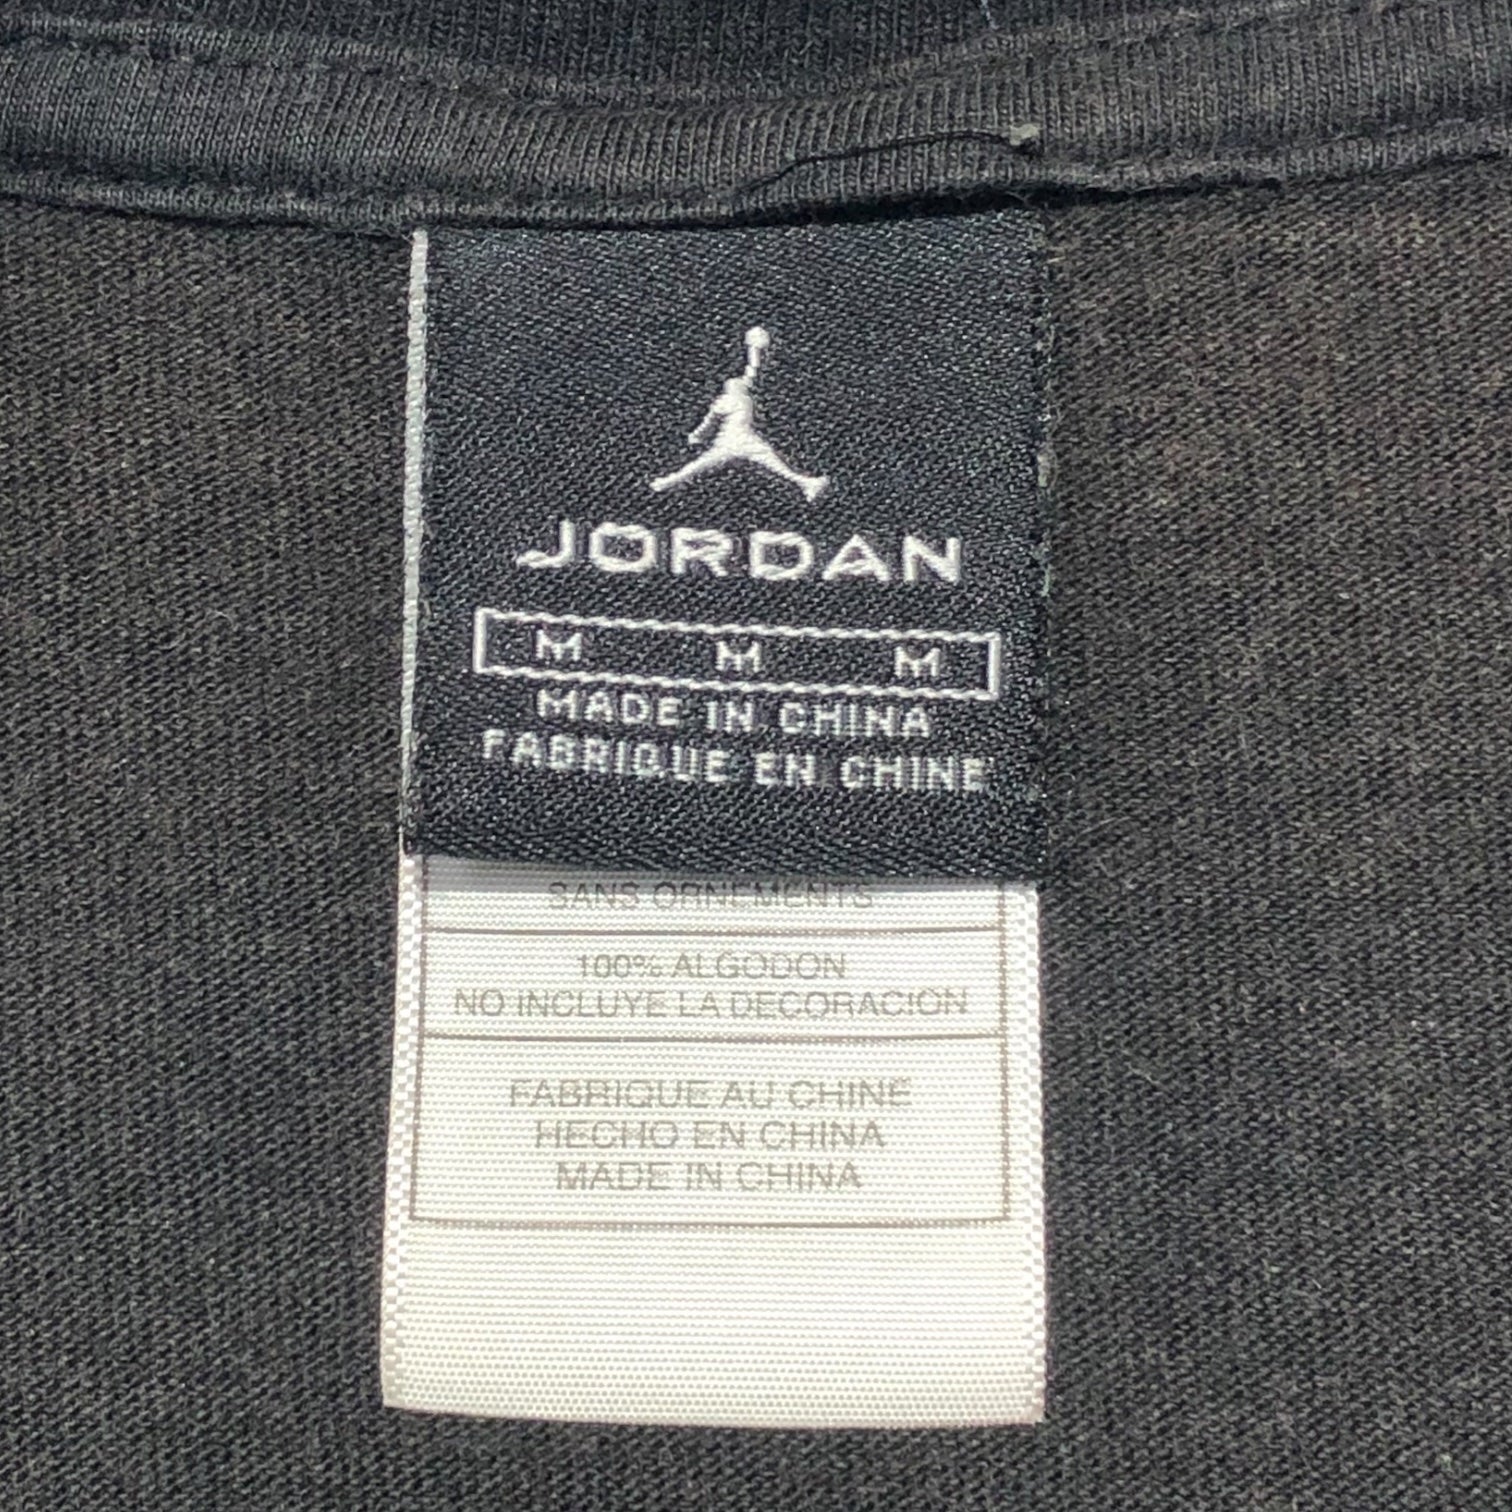 JORDAN
M M M
MADE IN CHINA
FABRIQUE EN CHINE
SANS ORNEMENTS
100% ALGODON
NO INCLUYE LA DECORACION
FABRIQUE AU CHINE
HECHO EN CHINA
MADE IN CHINA